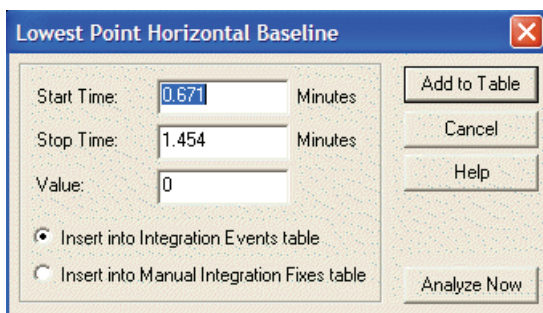 Lowest Point Horizontal Baseline
Start Time: 0.671 Minutes
Add to Table
Stop Time: 1.454 Minutes
Cancel
Value: 0
Help
Insert into Integration Events table
Insert into Manual Integration Fixes table
Analyze Now